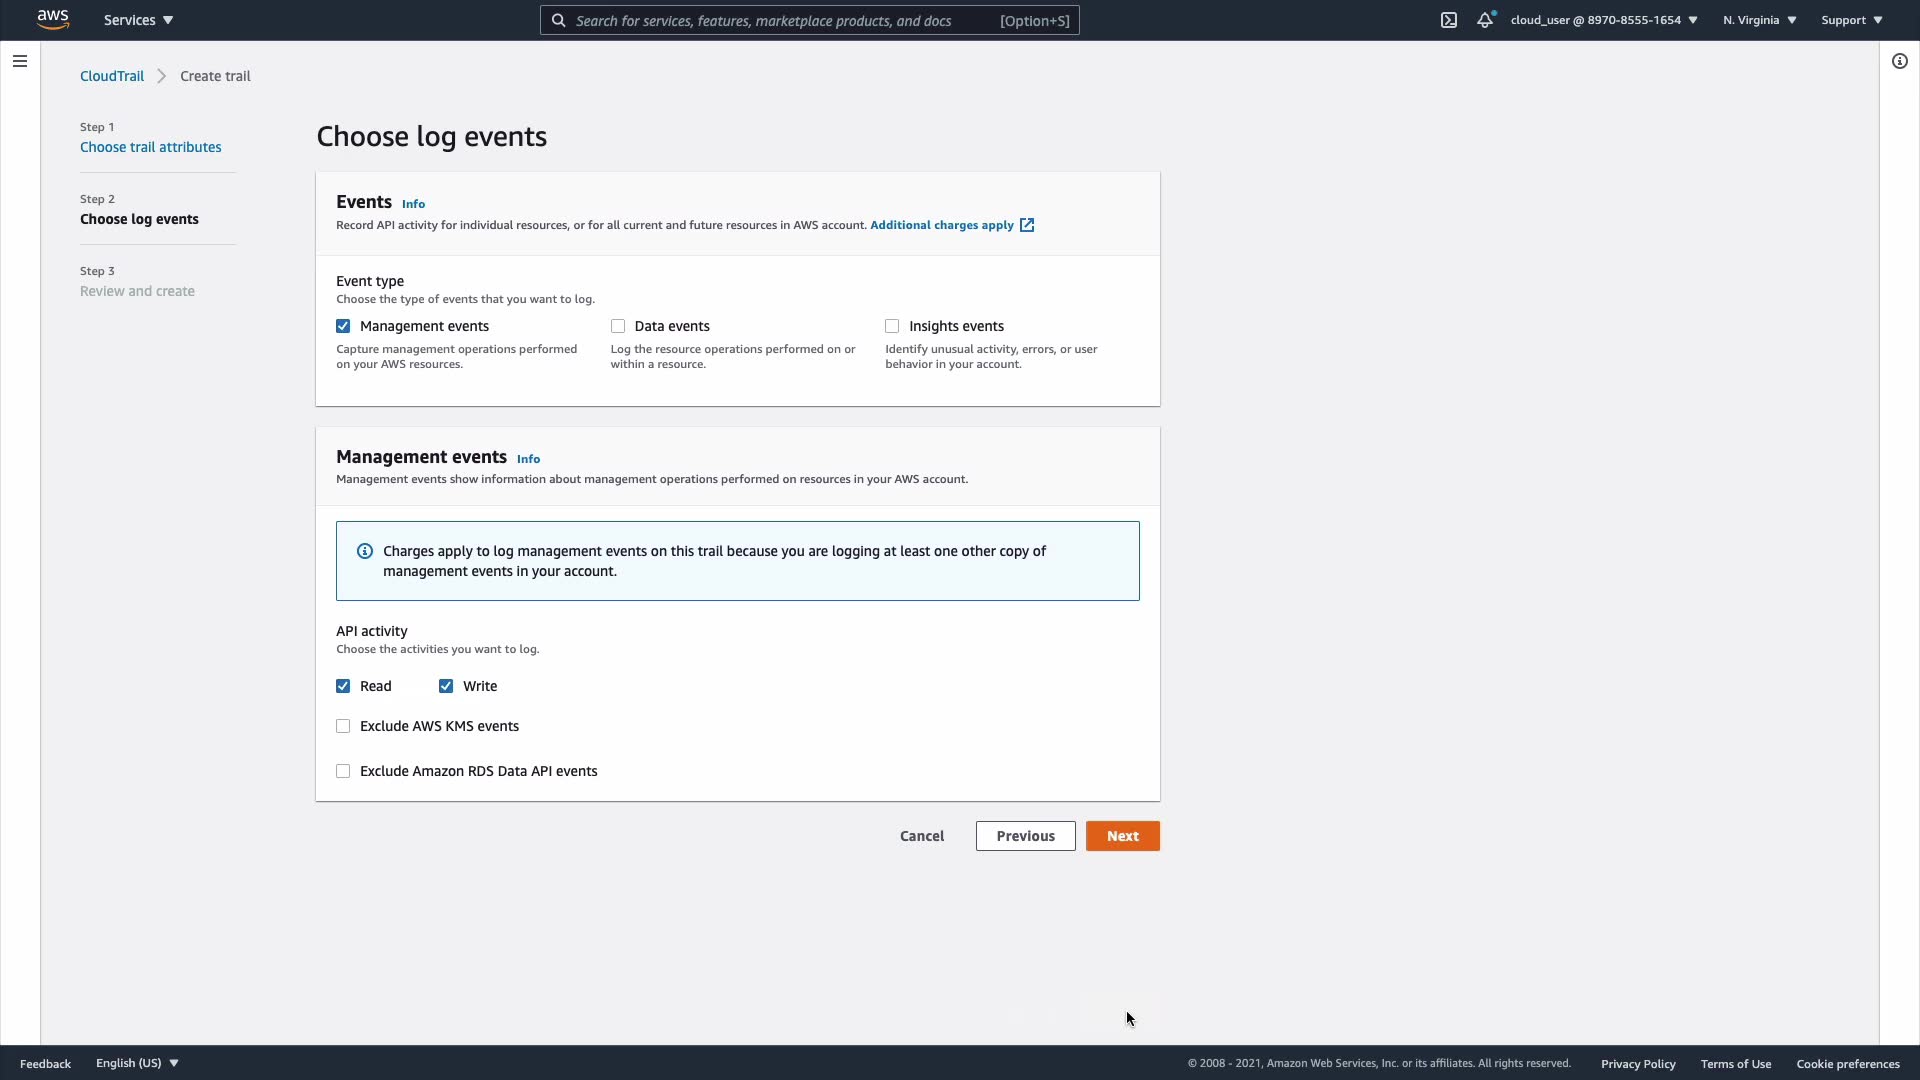 aws
Services
Search for services, features, marketplace products, and docs
[Option+S]
cloud_user @ 8970-8555-1654
N. Virginia
Support
CloudTrail
Create trail
Step 1
Choose trail attributes
Step 2
Choose log events
Step 3
Review and create
Choose log events
Events Info
Record API activity for individual resources, or for all current and future resources in AWS account. Additional charges apply
Event type
Choose the type of events that you want to log.
Management events
Capture management operations performed
on your AWS resources.
Data events
Log the resource operations performed on or
within a resource.
Insights events
Identify unusual activity, errors, or user
behavior in your account.
Management events Info
Management events show information about management operations performed on resources in your AWS account.
Charges apply to log management events on this trail because you are logging at least one other copy of
management events in your account.
API activity
Choose the activities you want to log.
Read
Write
Exclude AWS KMS events
Exclude Amazon RDS Data API events
Cancel
Previous
Next
Feedback
English (US)
© 2008 - 2021, Amazon Web Services, Inc. or its affiliates. All rights reserved.
Privacy Policy
Terms of Use
Cookie preferences